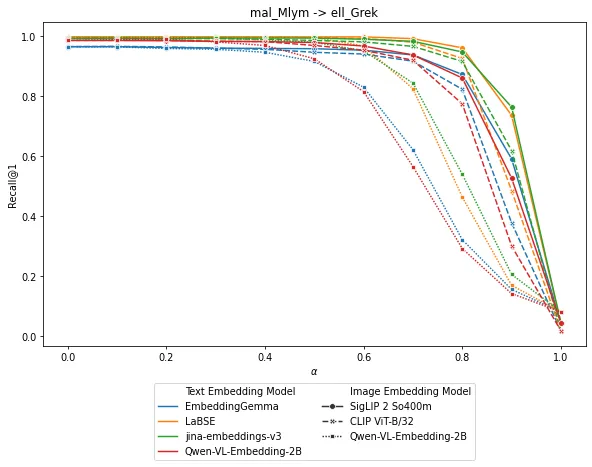 mal_Mlym -> ell_Grek
1.0
0.8
0.6
0.4
0.2
0.0
Recall@1
0.0 0.2 0.4 0.6 0.8 1.0
α
Text Embedding Model Image Embedding Model
EmbeddingGemma SigLIP 2 So400m
LaBSE CLIP ViT-B/32
jina-embeddings-v3 Qwen-VL-Embedding-2B
Qwen-VL-Embedding-2B